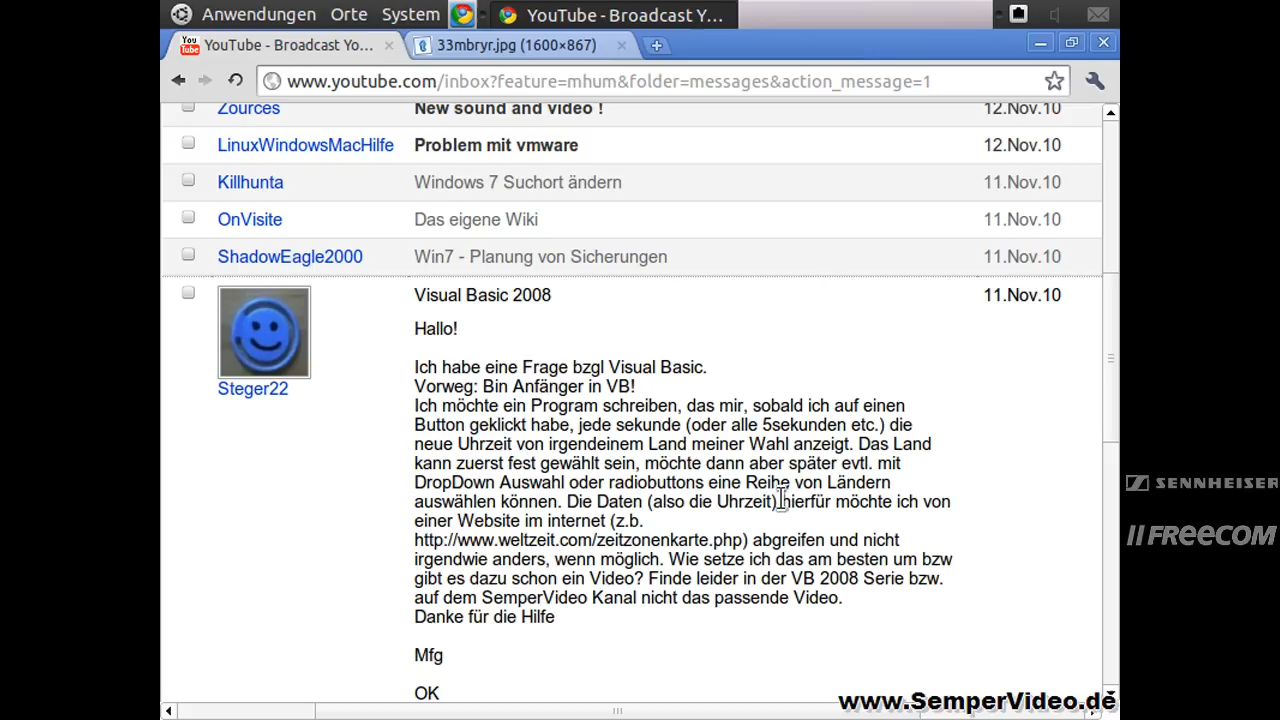 Anwendungen Orte System YouTube - Broadcast Y...
You Tube YouTube - Broadcast Yo... 33mbryr.jpg (1600×867)
www.youtube.com/inbox?feature=mhum&folder=messages&action_message=1
Zources New sound and video ! 12.Nov.10
LinuxWindowsMacHilfe Problem mit vmware 12.Nov.10
Killhunta Windows 7 Suchort ändern 11.Nov.10
OnVisite Das eigene Wiki 11.Nov.10
ShadowEagle2000 Win7 - Planung von Sicherungen 11.Nov.10
Visual Basic 2008 11.Nov.10
Steger22
Hallo!
Ich habe eine Frage bzgl Visual Basic.
Vorweg: Bin Anfänger in VB!
Ich möchte ein Program schreiben, das mir, sobald ich auf einen
Button geklickt habe, jede sekunde (oder alle 5sekunden etc.) die
neue Uhrzeit von irgendeinem Land meiner Wahl anzeigt. Das Land
kann zuerst fest gewählt sein, möchte dann aber später evtl. mit
DropDown Auswahl oder radiobuttons eine Reihe von Ländern
auswählen können. Die Daten (also die Uhrzeit) hierfür möchte ich von
einer Website im internet (z.b.
http://www.weltzeit.com/zeitzonenkarte.php) abgreifen und nicht
irgendwie anders, wenn möglich. Wie setze ich das am besten um bzw
gibt es dazu schon ein Video? Finde leider in der VB 2008 Serie bzw.
auf dem SemperVideo Kanal nicht das passende Video.
Danke für die Hilfe
Mfg
OK
SENNHEISER
FREECOM
www.SemperVideo.de